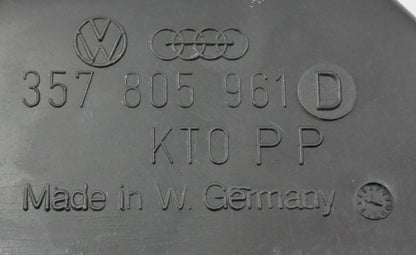 357 805 961 D
KTO PP
Made in W. Germany